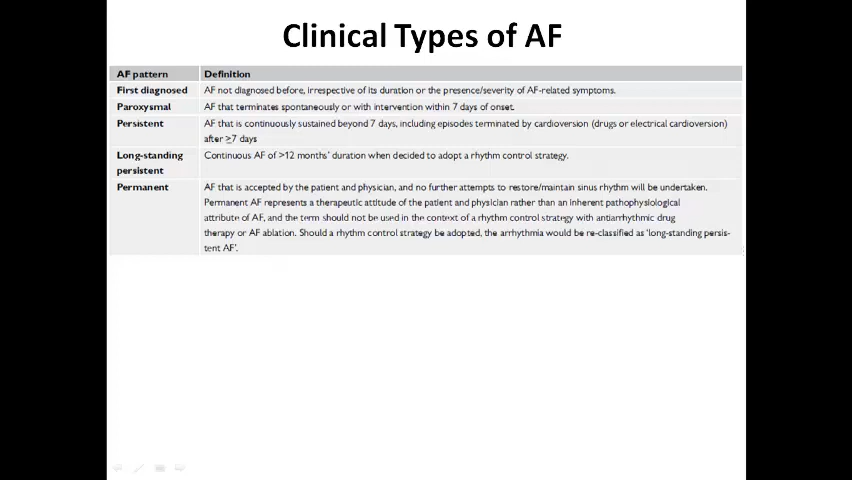 Clinical Types of AF
AF pattern Definition
First diagnosed AF not diagnosed before, irrespective of its duration or the presence/severity of AF-related symptoms.
Paroxysmal AF that terminates spontaneously or with intervention within 7 days of onset.
Persistent AF that is continuously sustained beyond 7 days, including episodes terminated by cardioversion (drugs or electrical cardioversion)
after ≥7 days
Long-standing Continuous AF of >12 months' duration when decided to adopt a rhythm control strategy.
persistent
Permanent AF that is accepted by the patient and physician, and no further attempts to restore/maintain sinus rhythm will be undertaken.
Permanent AF represents a therapeutic attitude of the patient and physician rather than an inherent pathophysiological
attribute of AF, and the term should not be used in the context of a rhythm control strategy with antiarrhythmic drug
therapy or AF ablation. Should a rhythm control strategy be adopted, the arrhythmia would be re-classified as 'long-standing persis-
tent AF'.